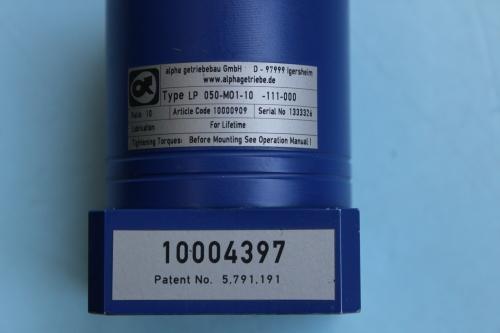 alpha getriebebau GmbH D - 97999 Igersheim
www.alphagetriebe.de
Type LP 050-MO1-10 -111-000
Ratio 10 Article Code 10000909 Serial No 1333326
Lubrication For Lifetime
Tightening Torques: Before Mounting See Operation Manual !
10004397
Patent No. 5,791,191